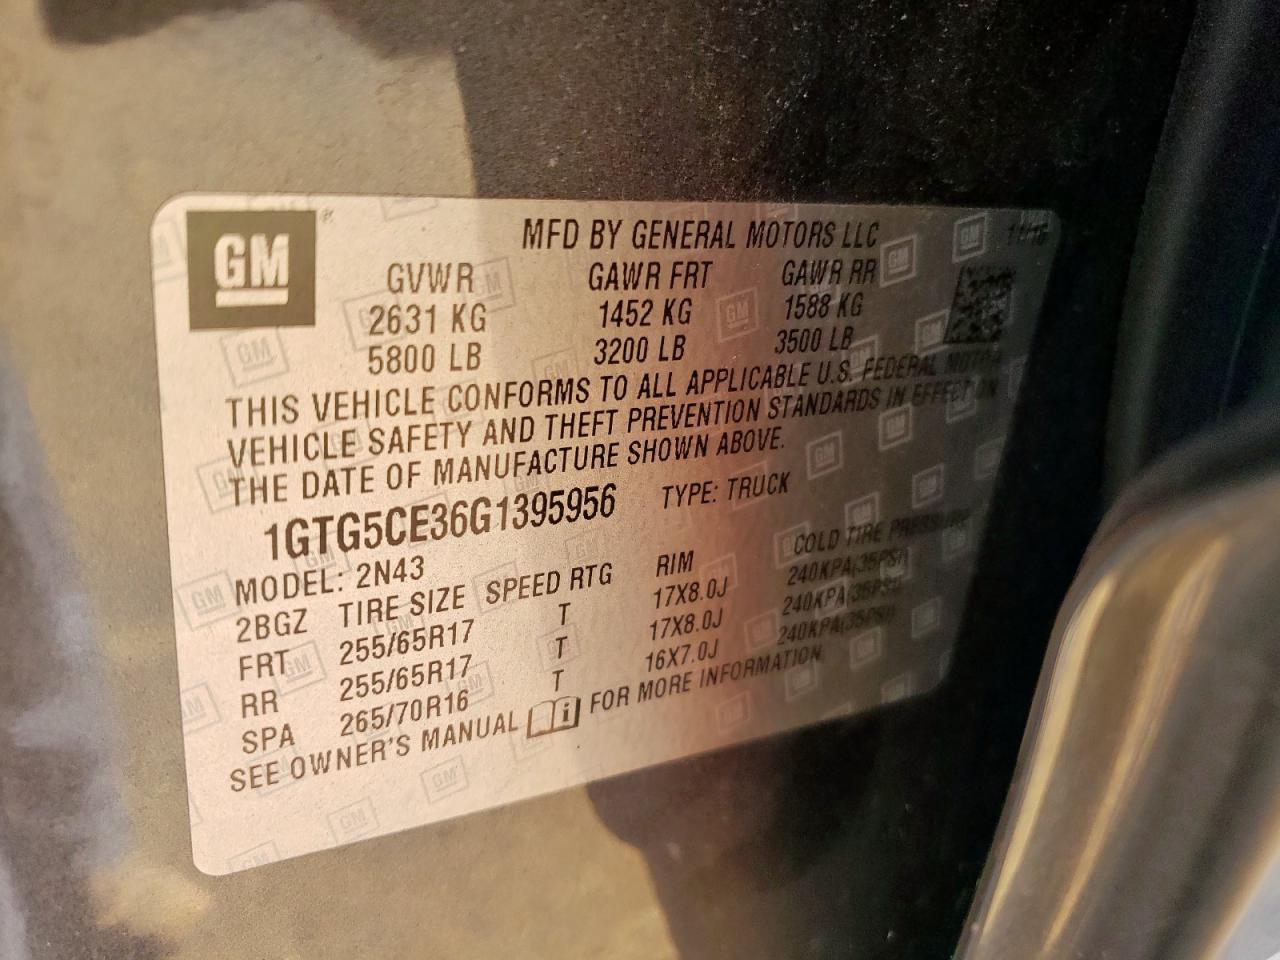 GM
MFD BY GENERAL MOTORS LLC 11/15
GVWR GAWR FRT GAWR RR
2631 KG 1452 KG 1588 KG
5800 LB 3200 LB 3500 LB
THIS VEHICLE CONFORMS TO ALL APPLICABLE U.S. FEDERAL MOTOR
VEHICLE SAFETY AND THEFT PREVENTION STANDARDS IN EFFECT ON
THE DATE OF MANUFACTURE SHOWN ABOVE.
1GTG5CE36G1395956 TYPE: TRUCK
MODEL: 2N43
2BGZ TIRE SIZE SPEED RTG RIM COLD TIRE PRESSURE
FRT 255/65R17 T 17X8.0J 240KPA(35PSI)
RR 255/65R17 T 17X8.0J 240KPA(35PSI)
SPA 265/70R16 T 16X7.0J 240KPA(35PSI)
SEE OWNER'S MANUAL i FOR MORE INFORMATION